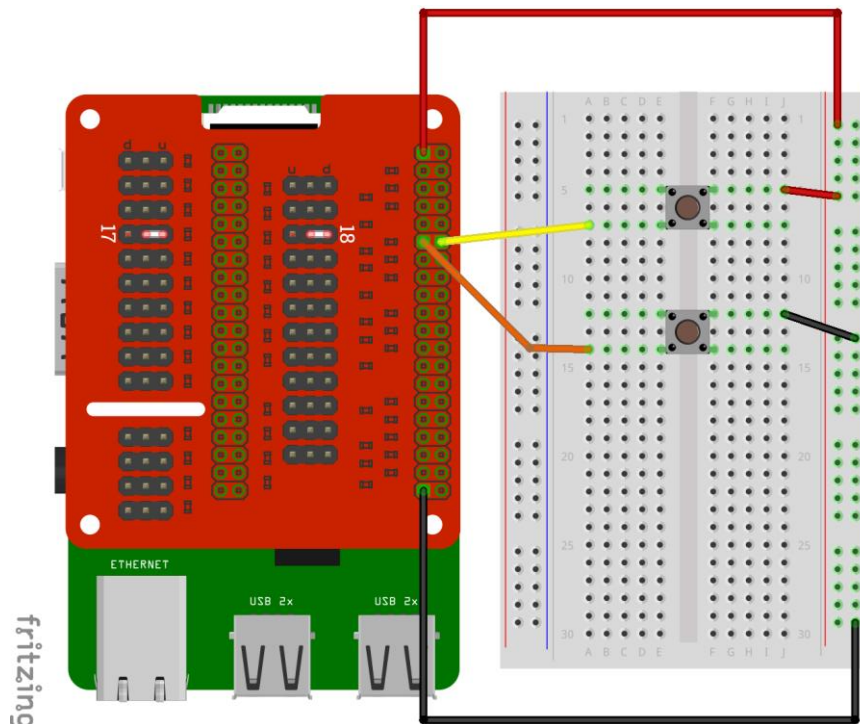 A B C D E F G H I J
1 1
d u
u d
5 5
17
18
10 10
15 15
20 20
25 25
ETHERNET
USB 2x USB 2x
30 30
A B C D E F G H I J
fritzing